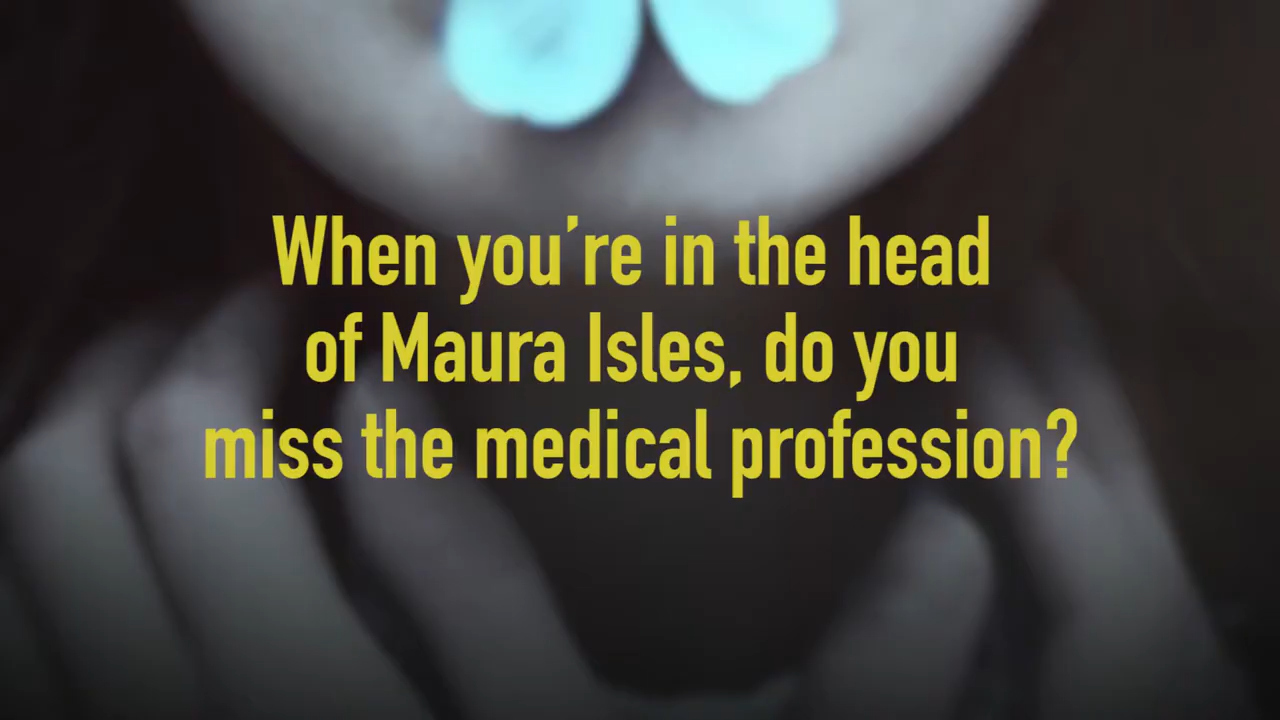 When you’re in the head
of Maura Isles, do you
miss the medical profession?